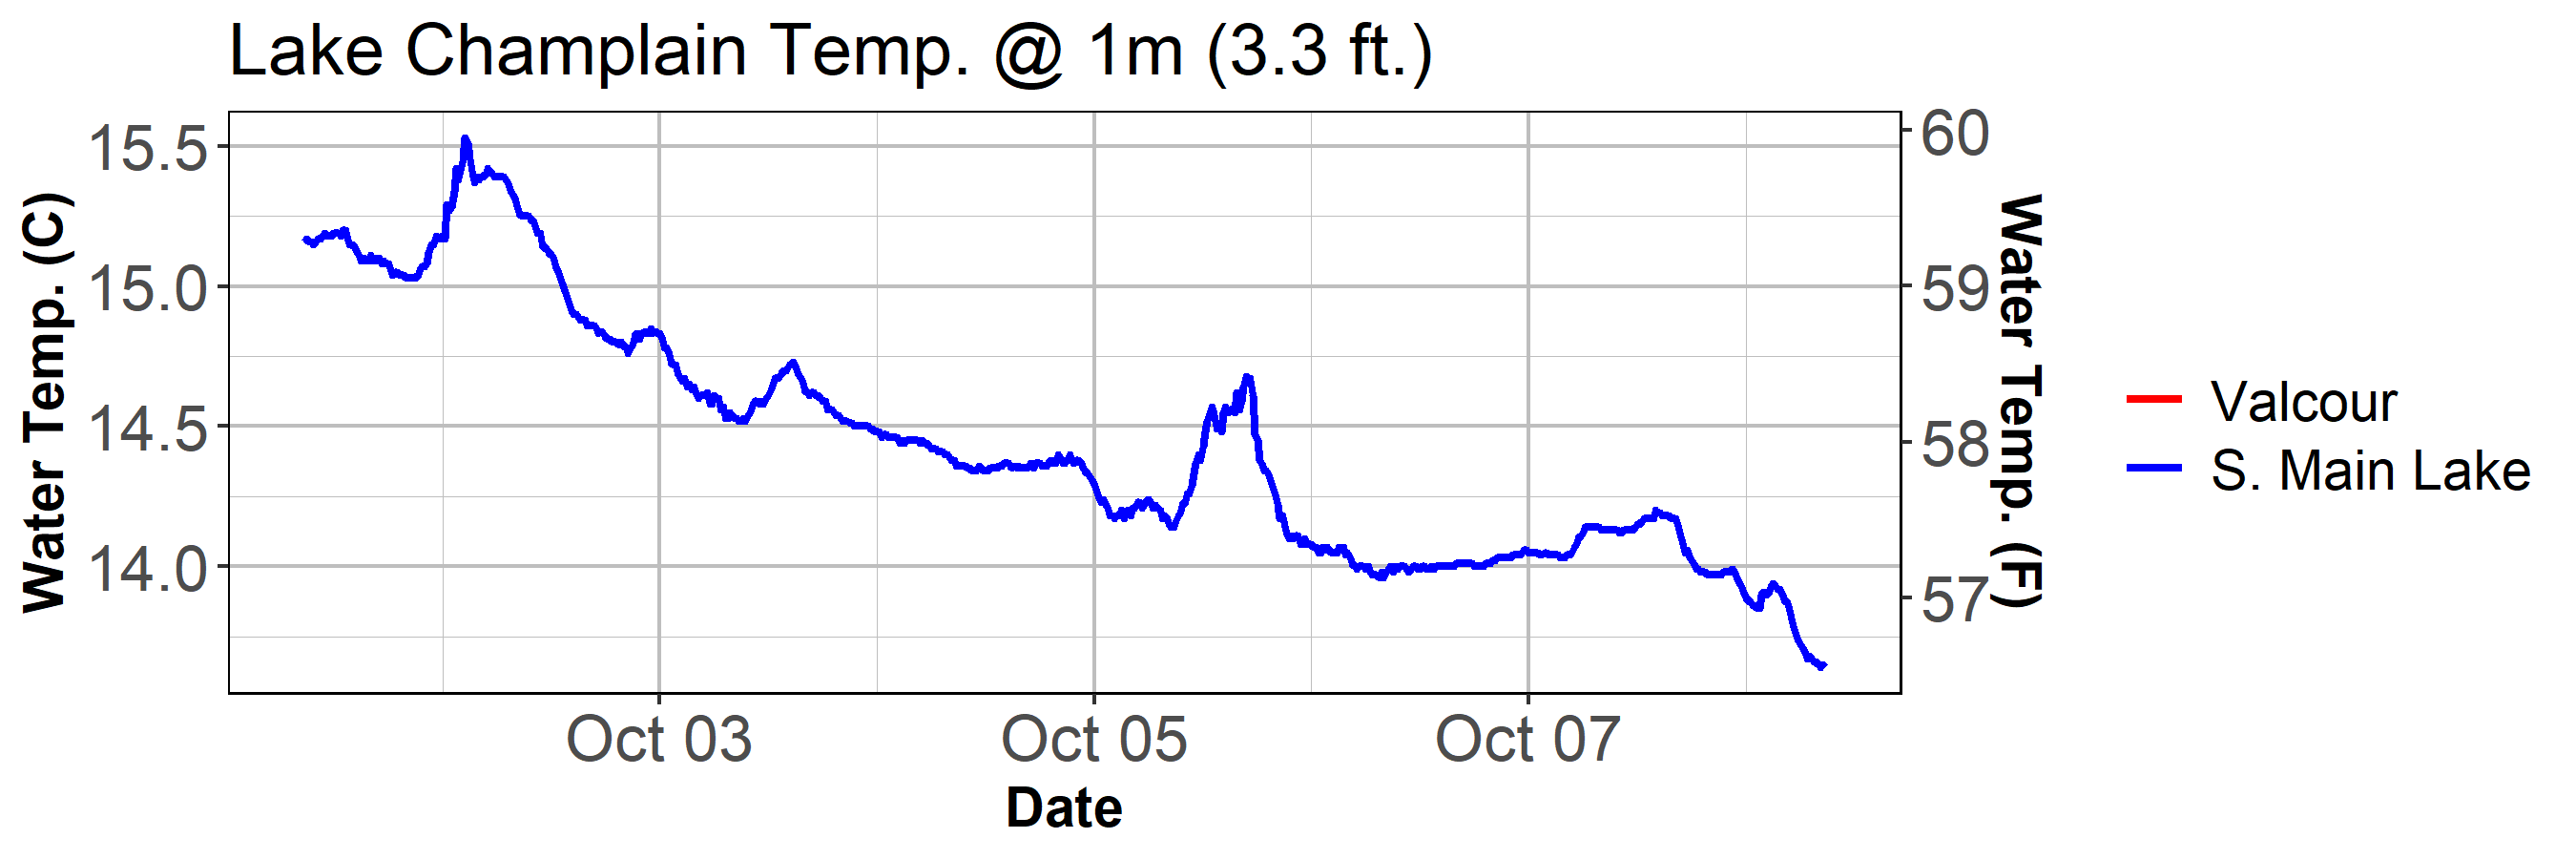 Lake Champlain Temp. @ 1m (3.3 ft.)
Water Temp. (C)
15.5
15.0
14.5
14.0
60
59
58
57
Water Temp. (F)
Valcour
S. Main Lake
Oct 03
Oct 05
Oct 07
Date